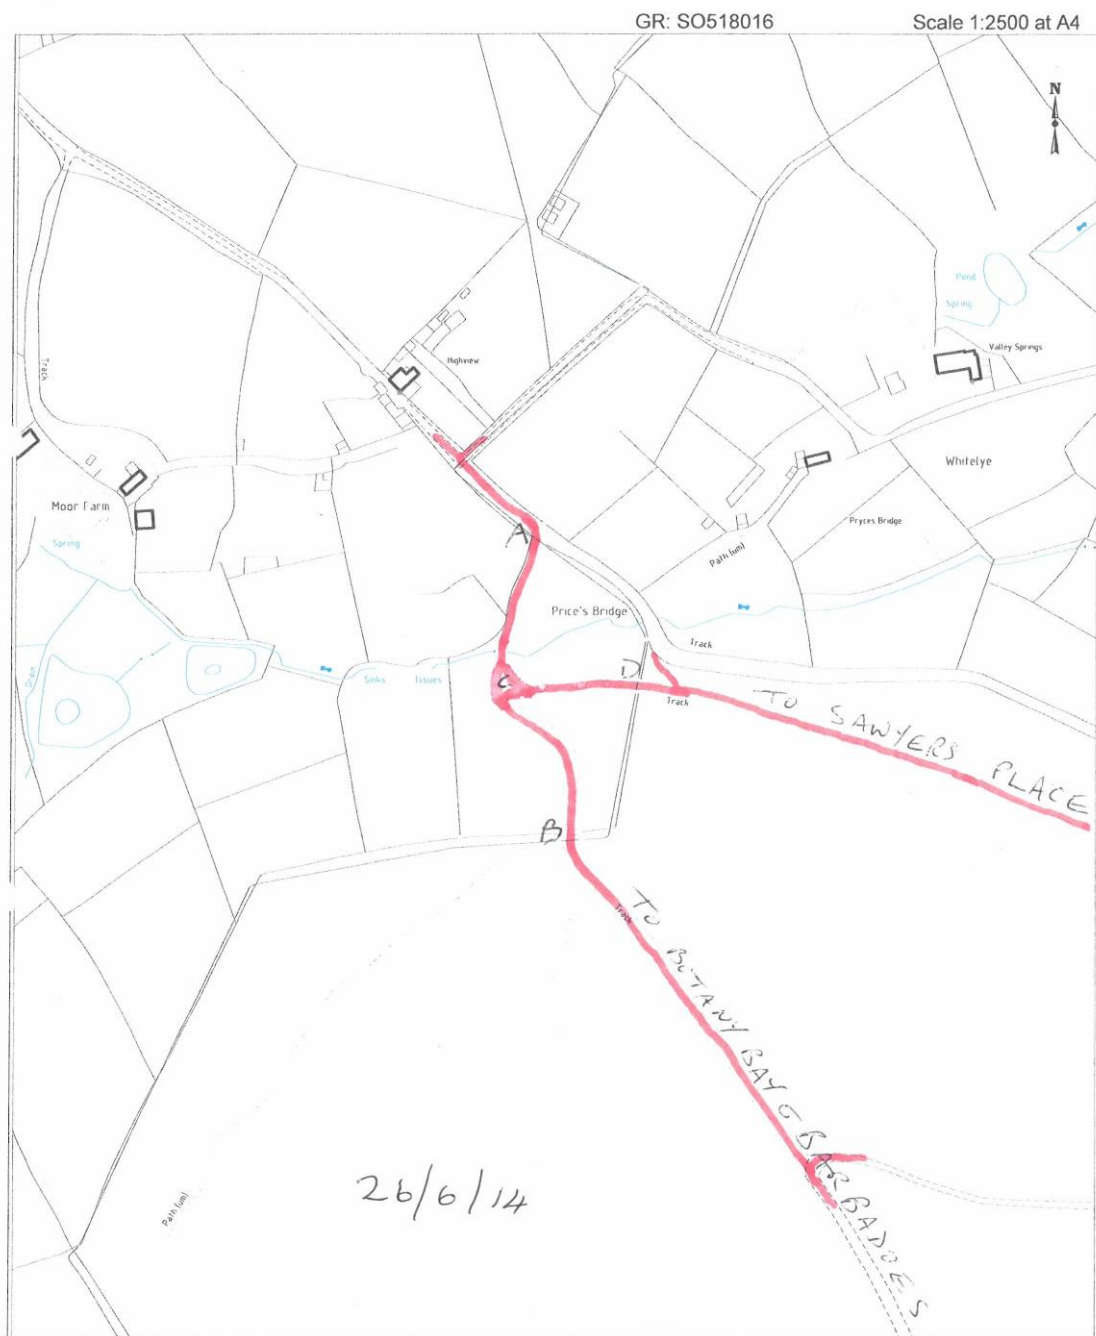 GR: SO518016
Scale 1:2500 at A4
N
Pond
Spring
Valley Springs
Highview
Track
Whitelye
Moor Farm
Pryces Bridge
Spring
Path (um)
A
Price's Bridge
Track
Drain
Sinks
Issues
C
D
Track
TO SAWYERS PLACE
B
Track
TO BOTANY BAY & BARBADOES
26/6/14
Path (um)